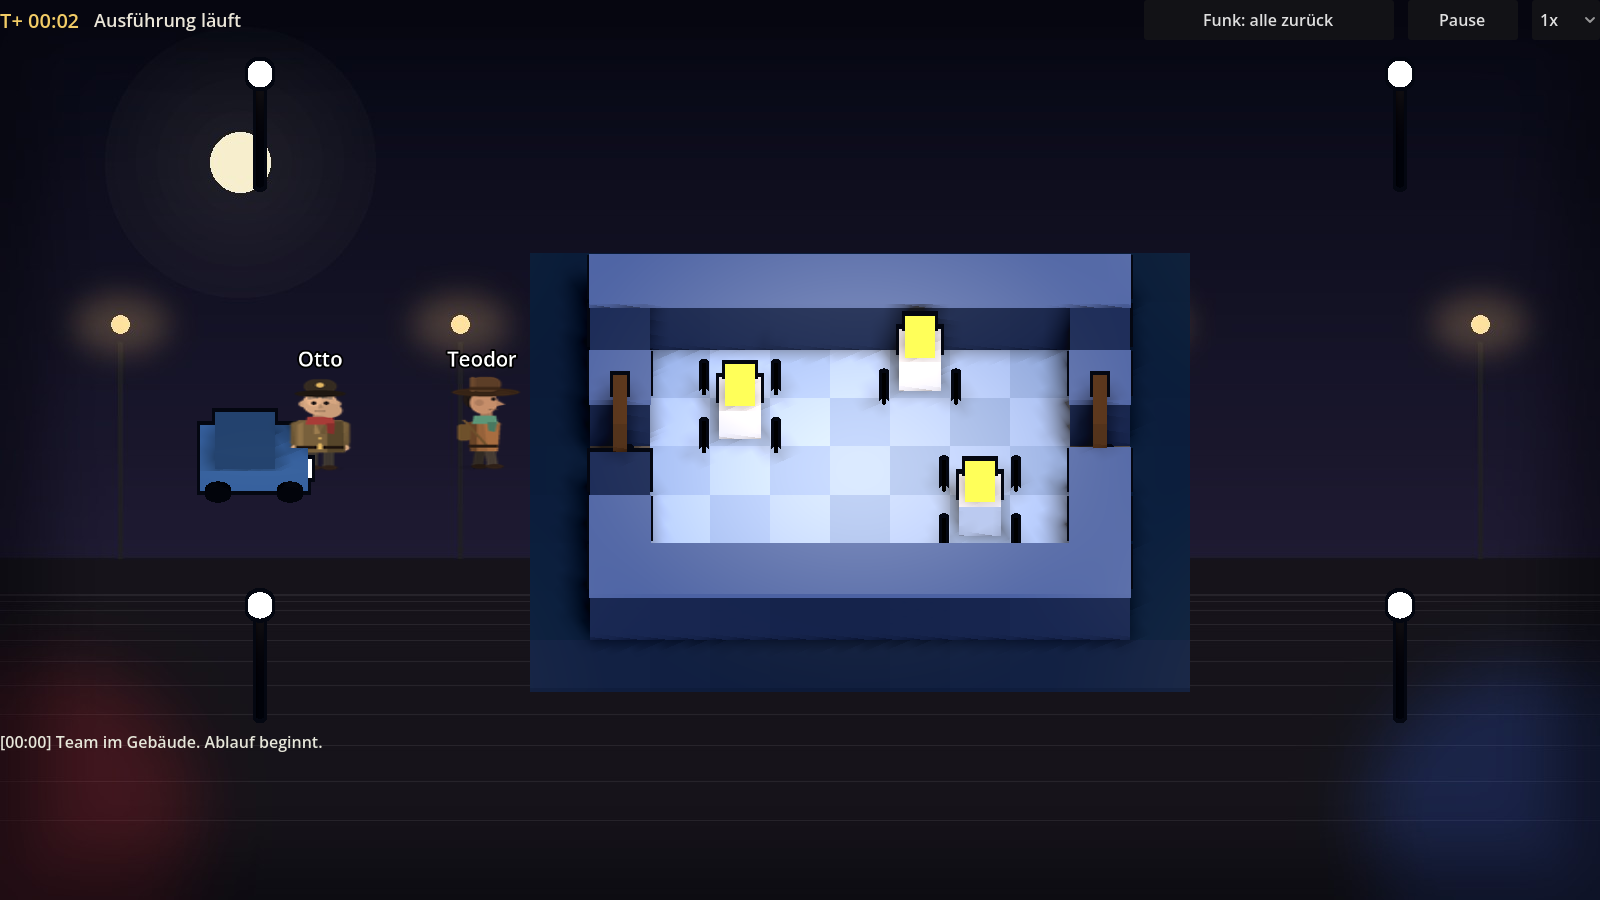 T+ 00:02 Ausführung läuft Funk: alle zurück Pause 1x
Otto Teodor
[00:00] Team im Gebäude. Ablauf beginnt.